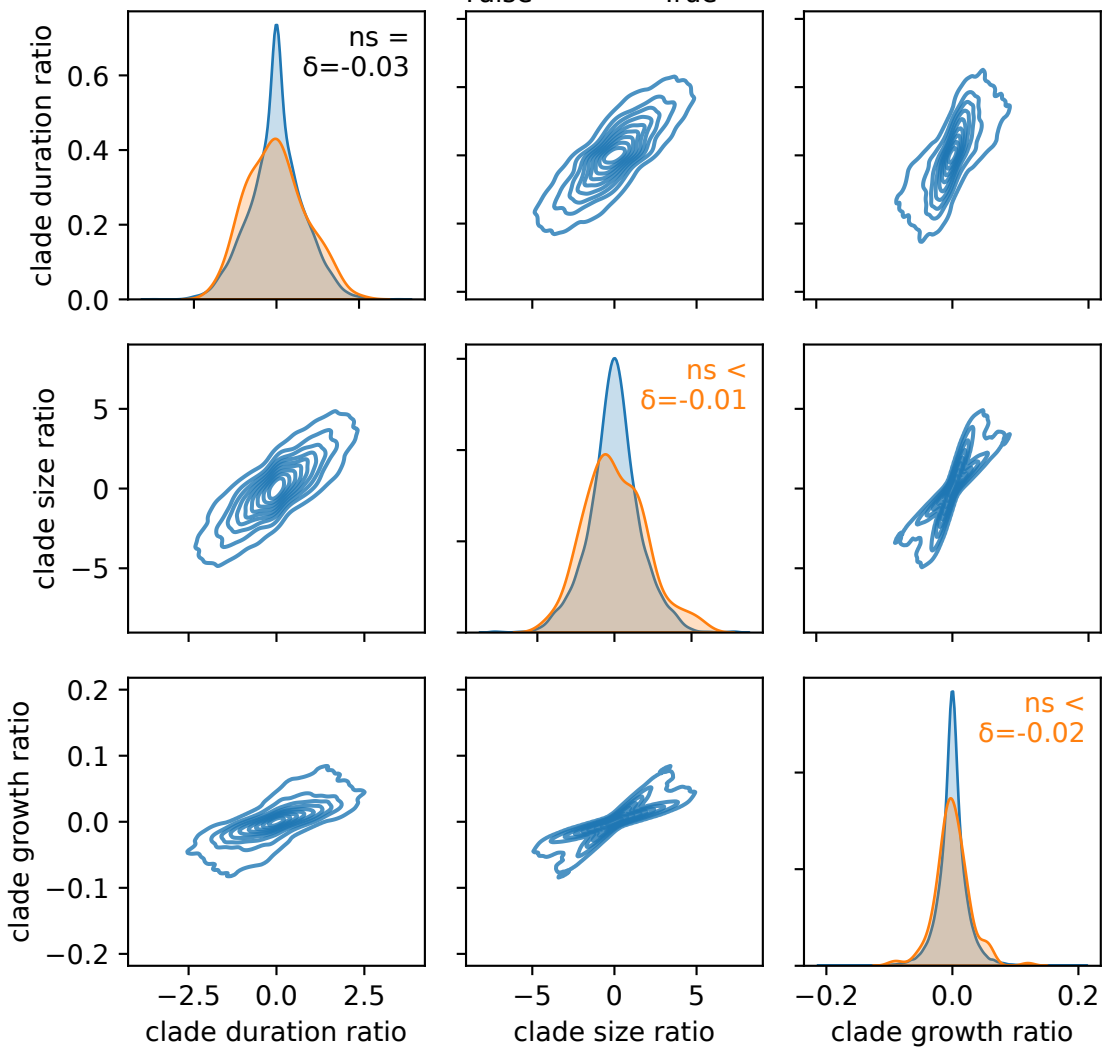 clade duration ratio
0.6
0.4
0.2
0.0
ns =
δ=-0.03
clade size ratio
5
0
−5
ns <
δ=-0.01
clade growth ratio
0.2
0.1
0.0
−0.1
−0.2
ns <
δ=-0.02
−2.5 0.0 2.5
−5 0 5
−0.2 0.0 0.2
clade duration ratio
clade size ratio
clade growth ratio